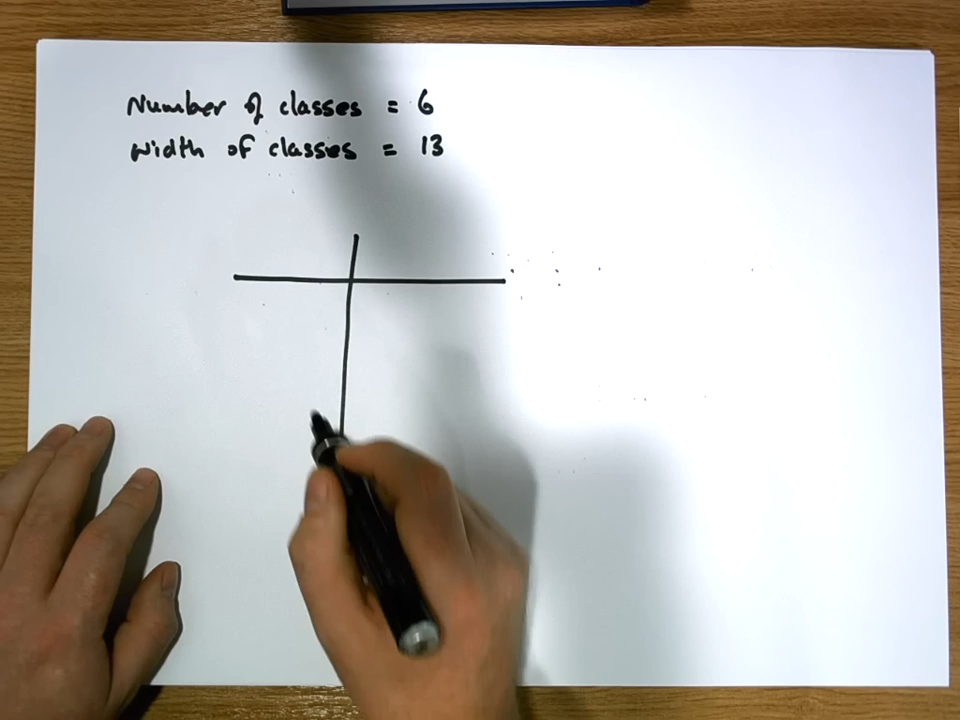 Number of classes = 6
Width of classes = 13